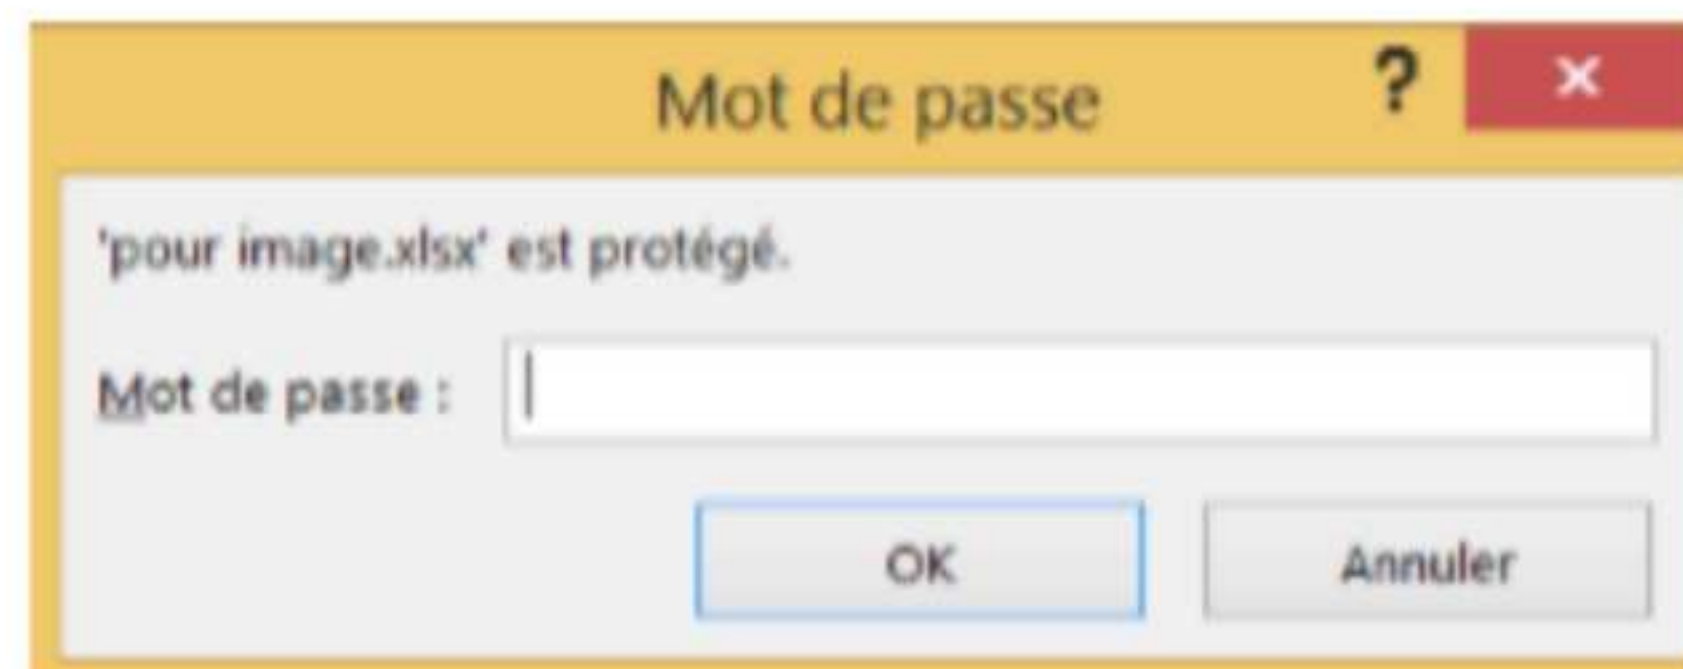 Mot de passe ?
'pour image.xlsx' est protégé.
Mot de passe :
OK Annuler